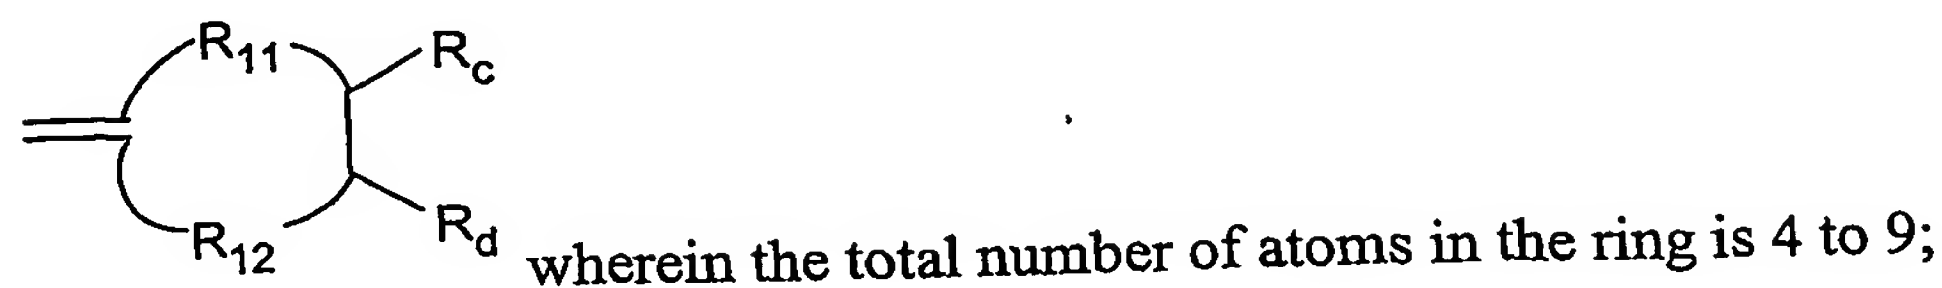 R11
Rc
R12
Rd
wherein the total number of atoms in the ring is 4 to 9;